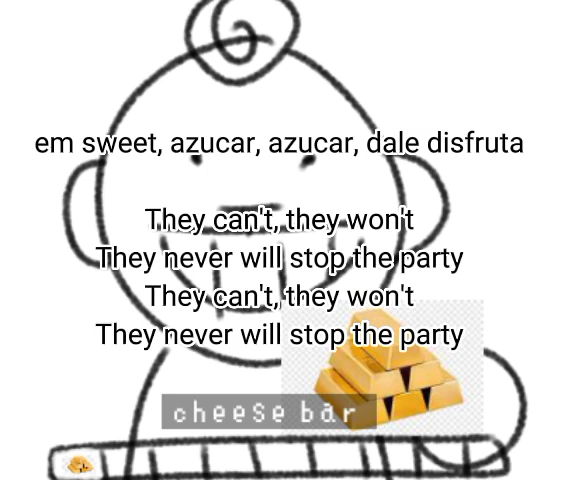 em sweet, azucar, azucar, dale disfruta
They can't, they won't
They never will stop the party
They can't, they won't
They never will stop the party
cheese bar